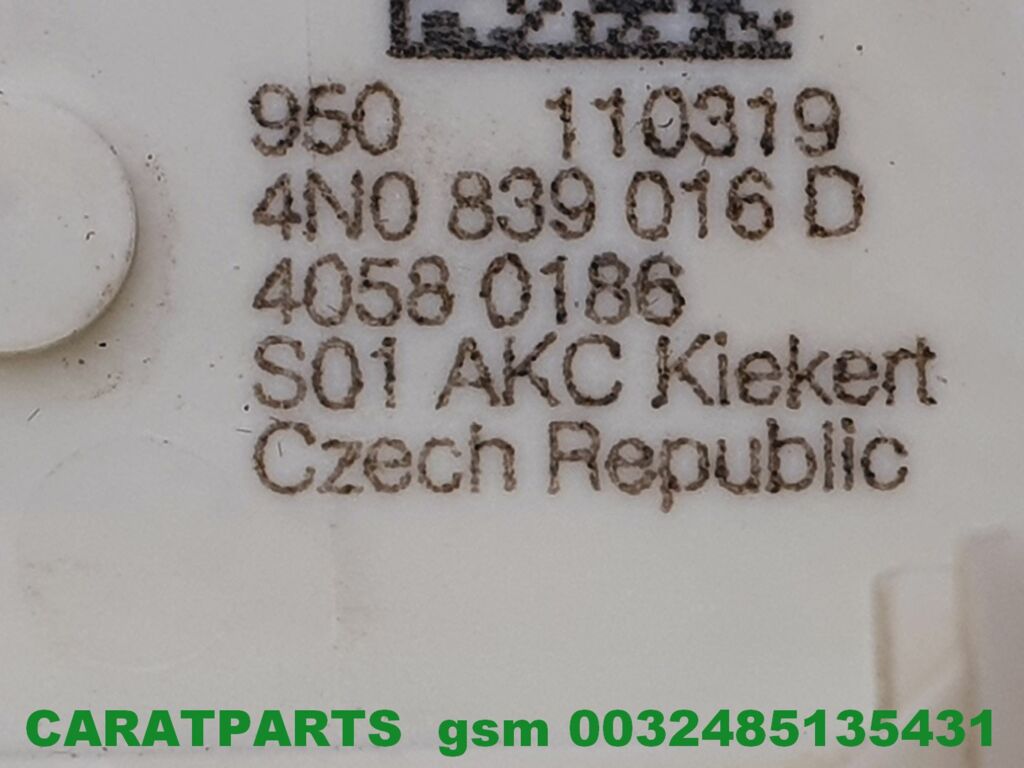 950 110319
4N0 839 016 D
4058 0186
S01 AKC Kiekert
Czech Republic
CARATPARTS gsm 0032485135431